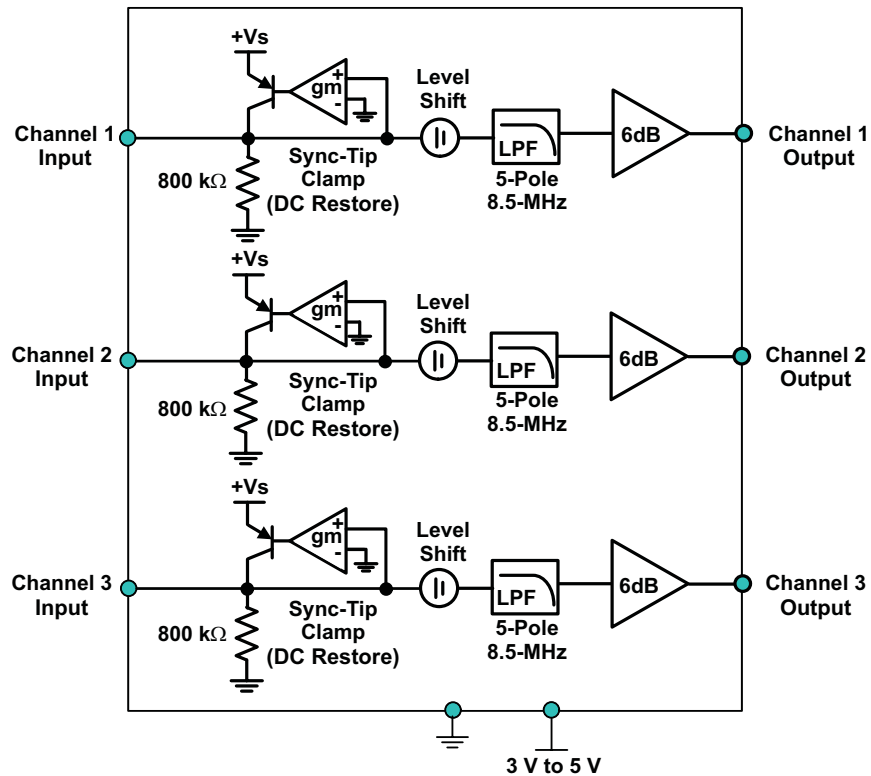 +Vs
gm
+
-
Level
Shift
Channel 1
Input
LPF
6dB
Channel 1
Output
800 kΩ
Sync-Tip
Clamp
(DC Restore)
5-Pole
8.5-MHz
+Vs
gm
+
-
Level
Shift
Channel 2
Input
LPF
6dB
Channel 2
Output
800 kΩ
Sync-Tip
Clamp
(DC Restore)
5-Pole
8.5-MHz
+Vs
gm
+
-
Level
Shift
Channel 3
Input
LPF
6dB
Channel 3
Output
800 kΩ
Sync-Tip
Clamp
(DC Restore)
5-Pole
8.5-MHz
3 V to 5 V